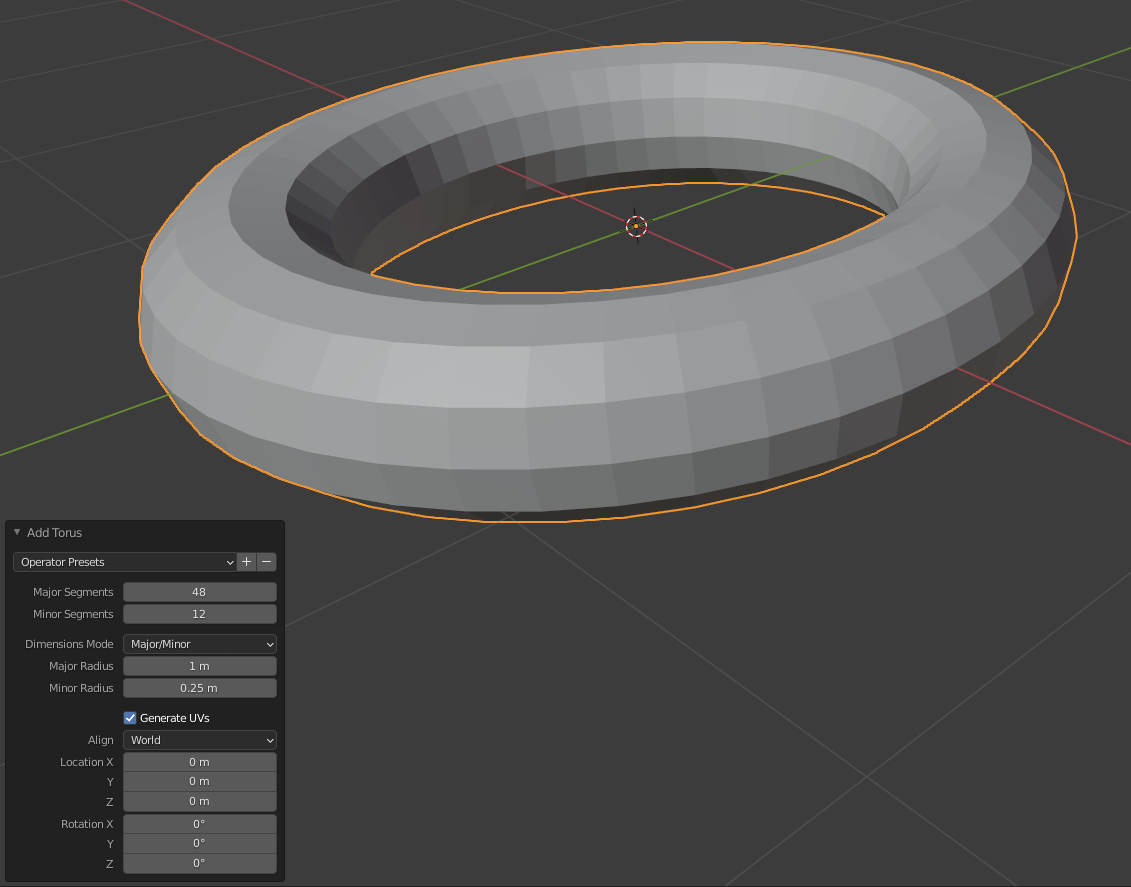 Add Torus
Operator Presets
Major Segments 48
Minor Segments 12
Dimensions Mode Major/Minor
Major Radius 1 m
Minor Radius 0.25 m
Generate UVs
Align World
Location X 0 m
Y 0 m
Z 0 m
Rotation X 0°
Y 0°
Z 0°